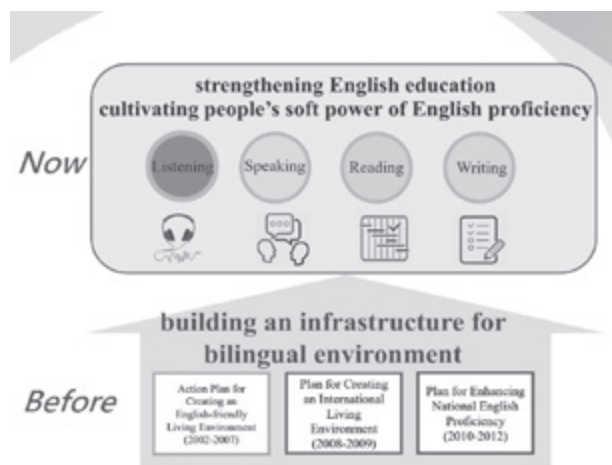 strengthening English education
cultivating people's soft power of English proficiency
Now
Listening
Speaking
Reading
Writing
building an infrastructure for
bilingual environment
Before
Action Plan for
Creating an
English-friendly
Living Environment
(2002-2007)
Plan for Creating
an International
Living
Environment
(2008-2009)
Plan for Enhancing
National English
Proficiency
(2010-2012)